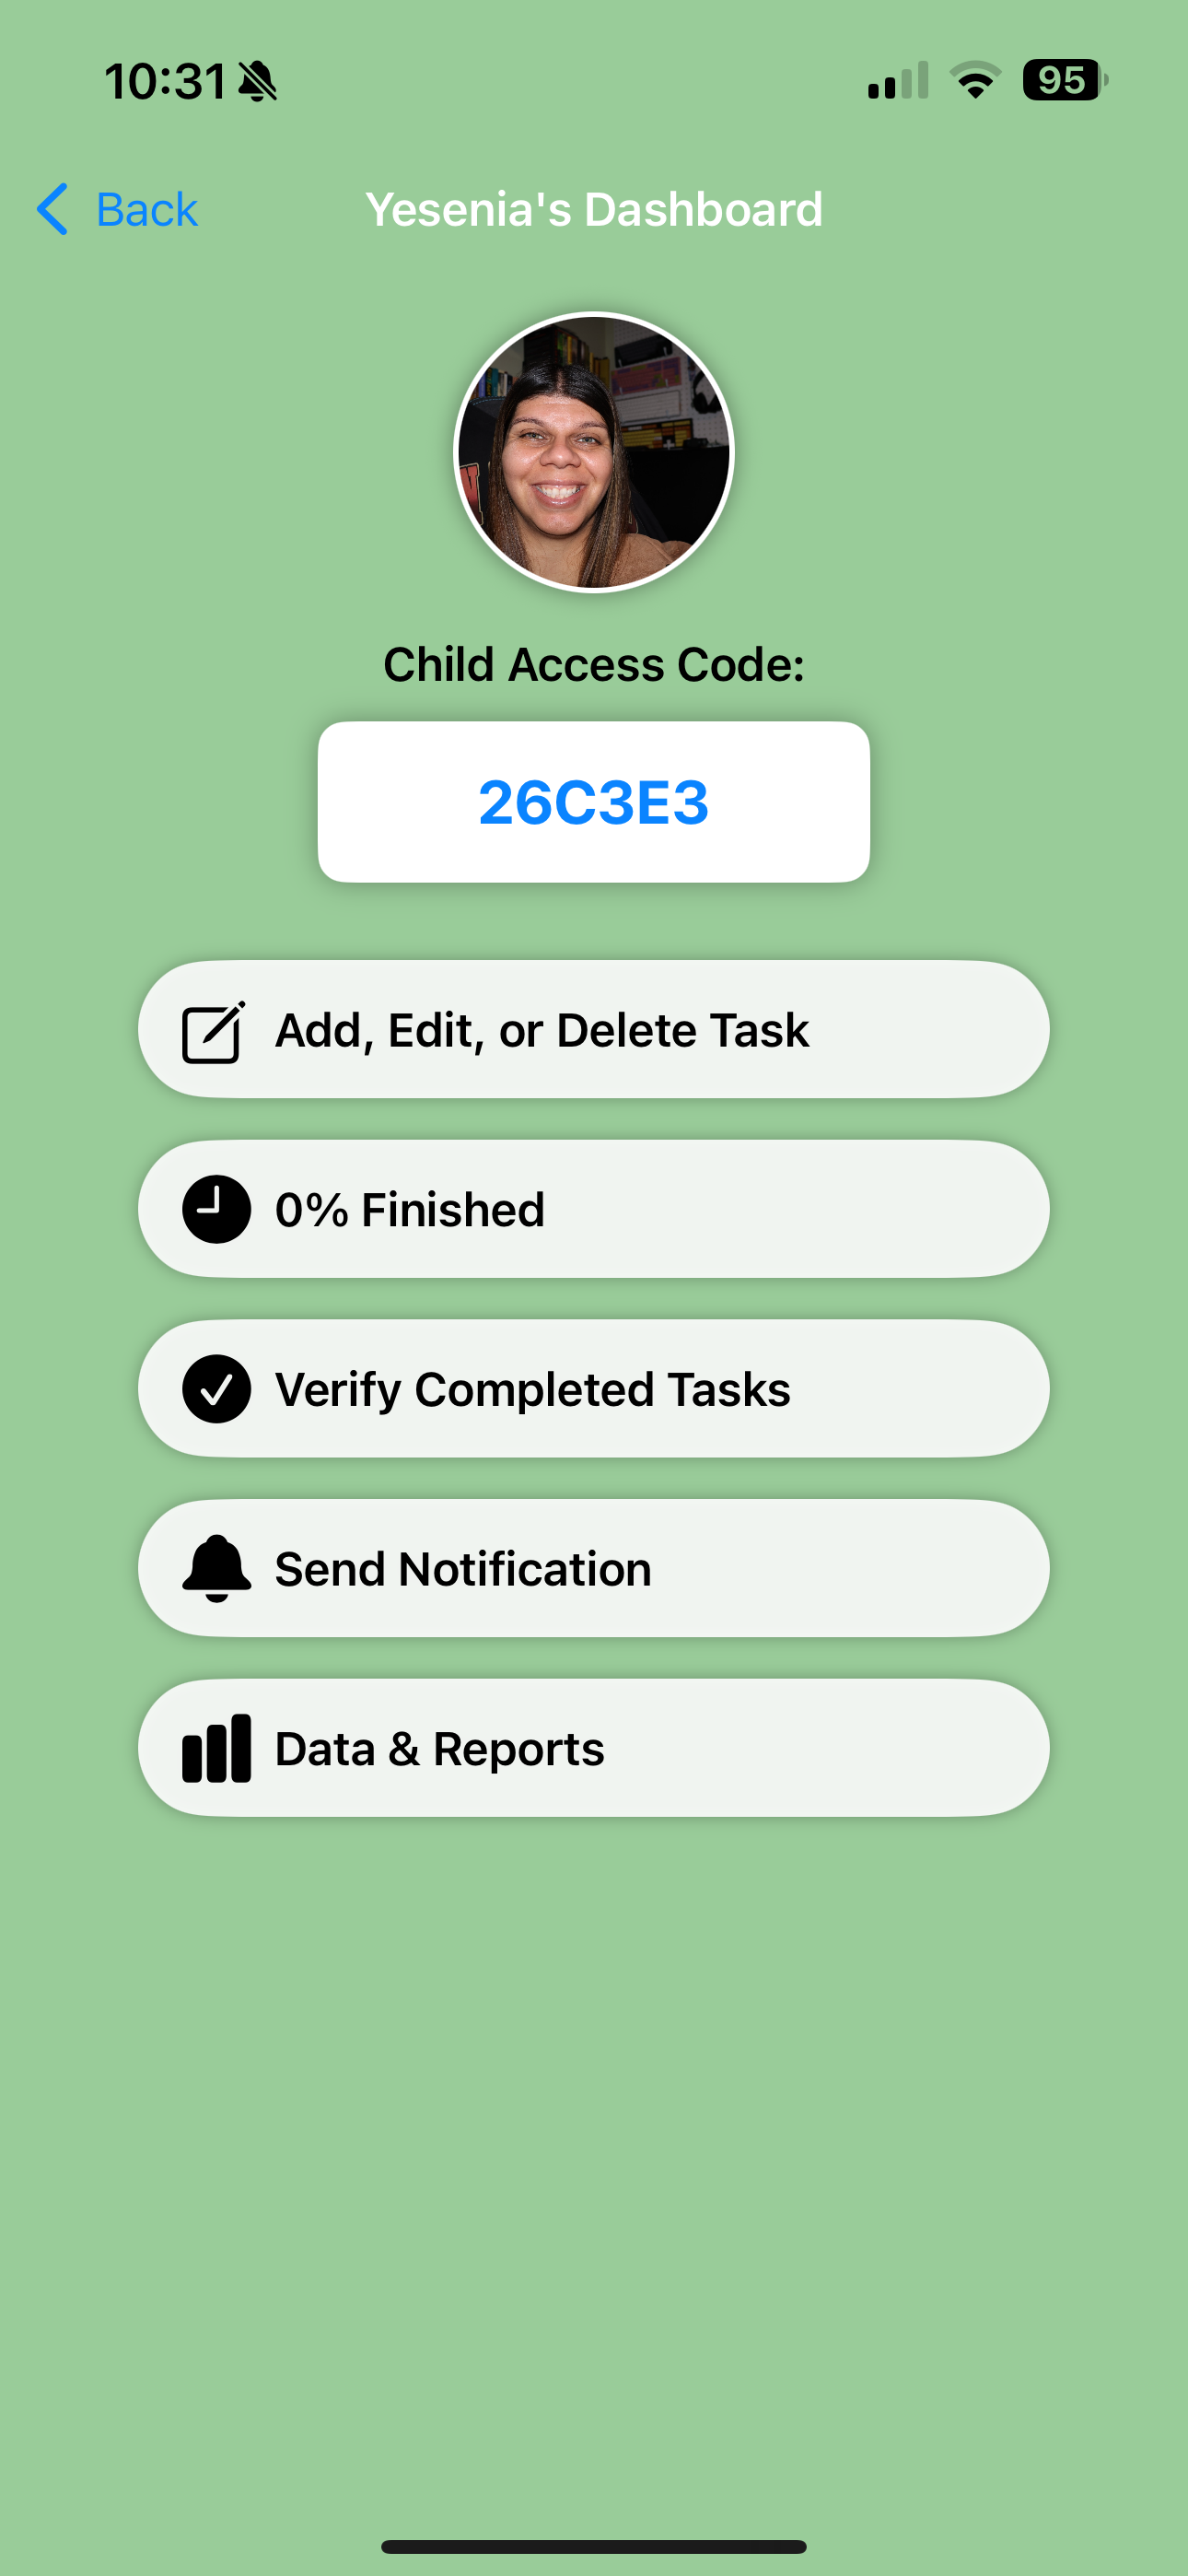 10:31
95
Back
Yesenia's Dashboard
Child Access Code:
26C3E3
Add, Edit, or Delete Task
0% Finished
Verify Completed Tasks
Send Notification
Data & Reports